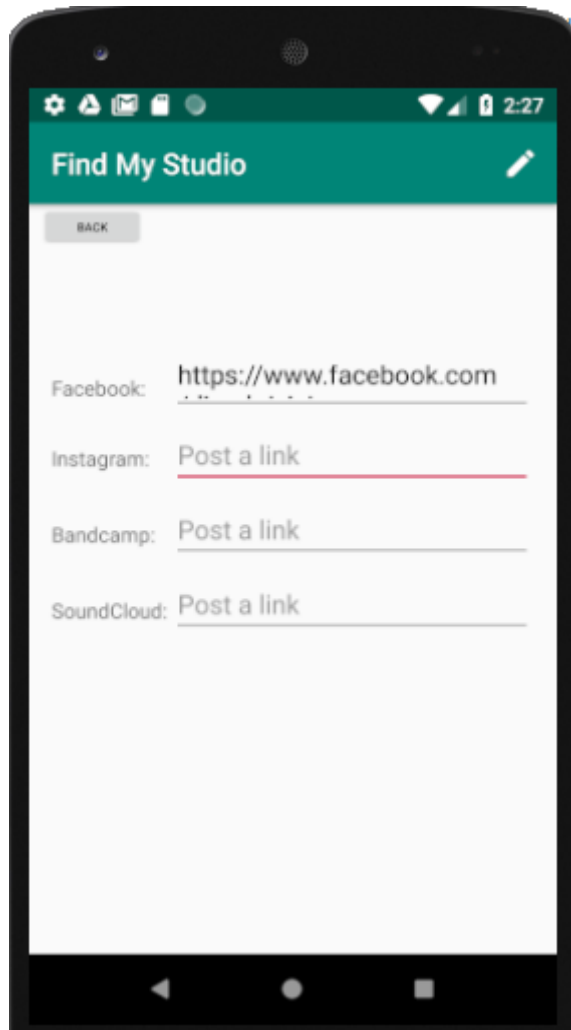 2:27
Find My Studio
BACK
Facebook: https://www.facebook.com
Instagram: Post a link
Bandcamp: Post a link
SoundCloud: Post a link